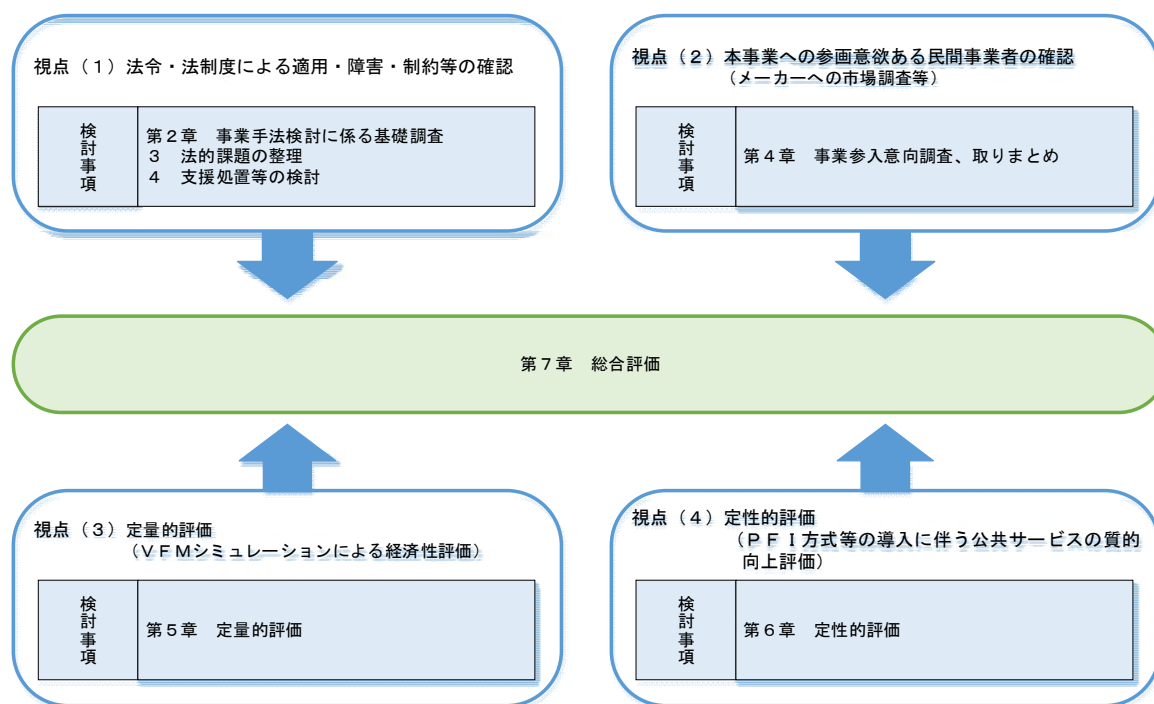 視点（１）法令・法制度による適用・障害・制約等の確認
検討事項
第２章　事業手法検討に係る基礎調査
３　法的課題の整理
４　支援処置等の検討
視点（２）本事業への参画意欲ある民間事業者の確認
（メーカーへの市場調査等）
検討事項
第４章　事業参入意向調査、取りまとめ
第７章　総合評価
視点（３）定量的評価
（ＶＦＭシミュレーションによる経済性評価）
検討事項
第５章　定量的評価
視点（４）定性的評価
（ＰＦＩ方式等の導入に伴う公共サービスの質的
向上評価）
検討事項
第６章　定性的評価